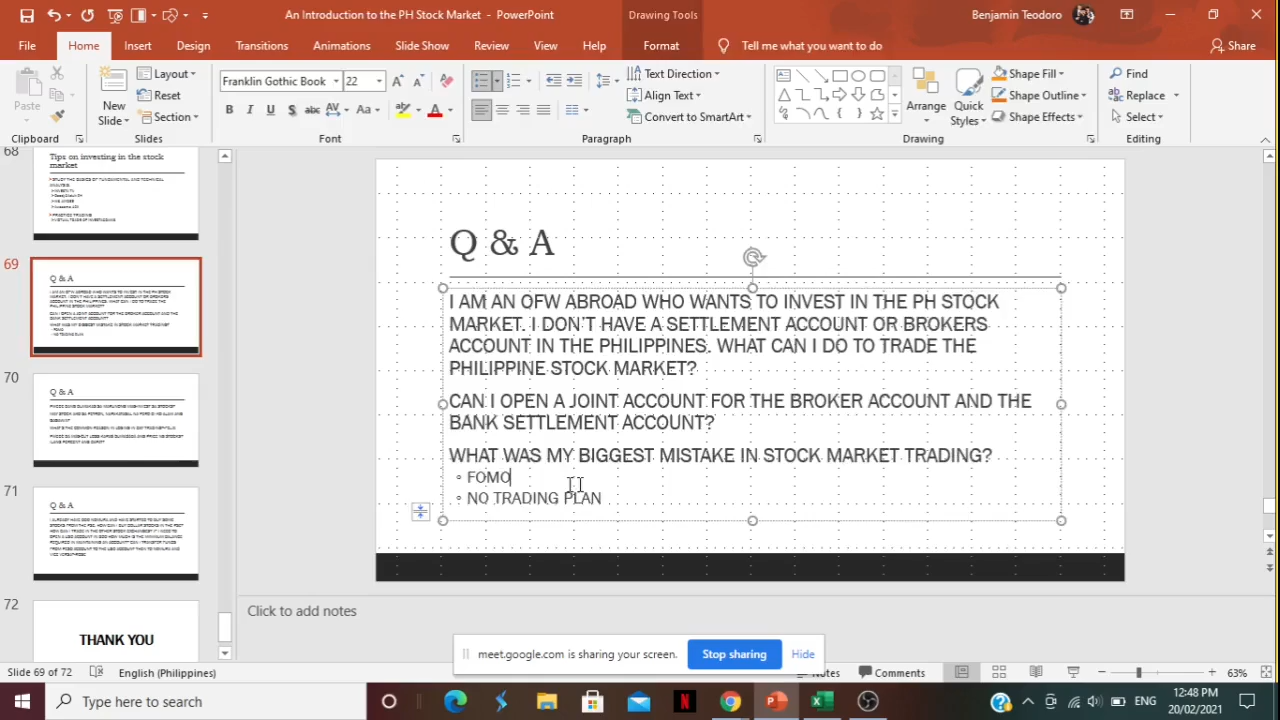 An Introduction to the PH Stock Market - PowerPoint
Drawing Tools
Benjamin Teodoro
File Home Insert Design Transitions Animations Slide Show Review View Help Format Tell me what you want to do Share
Paste
New Slide
Layout
Reset
Section
Franklin Gothic Book 22
B I U S abc AV Aa A
Text Direction
Align Text
Convert to SmartArt
Arrange
Quick Styles
Shape Fill
Shape Outline
Shape Effects
Find
Replace
Select
Clipboard Slides Font Paragraph Drawing Editing
68
Tips on investing in the stock
market
69
Q & A
70
Q & A
71
Q & A
72
THANK YOU
Q & A
I AM AN OFW ABROAD WHO WANTS TO INVEST IN THE PH STOCK
MARKET. I DON'T HAVE A SETTLEMENT ACCOUNT OR BROKERS
ACCOUNT IN THE PHILIPPINES. WHAT CAN I DO TO TRADE THE
PHILIPPINE STOCK MARKET?
CAN I OPEN A JOINT ACCOUNT FOR THE BROKER ACCOUNT AND THE
BANK SETTLEMENT ACCOUNT?
WHAT WAS MY BIGGEST MISTAKE IN STOCK MARKET TRADING?
◦ FOMO
◦ NO TRADING PLAN
Click to add notes
meet.google.com is sharing your screen. Stop sharing Hide
Slide 69 of 72 English (Philippines) Notes Comments 63%
Type here to search
ENG
12:48 PM
20/02/2021